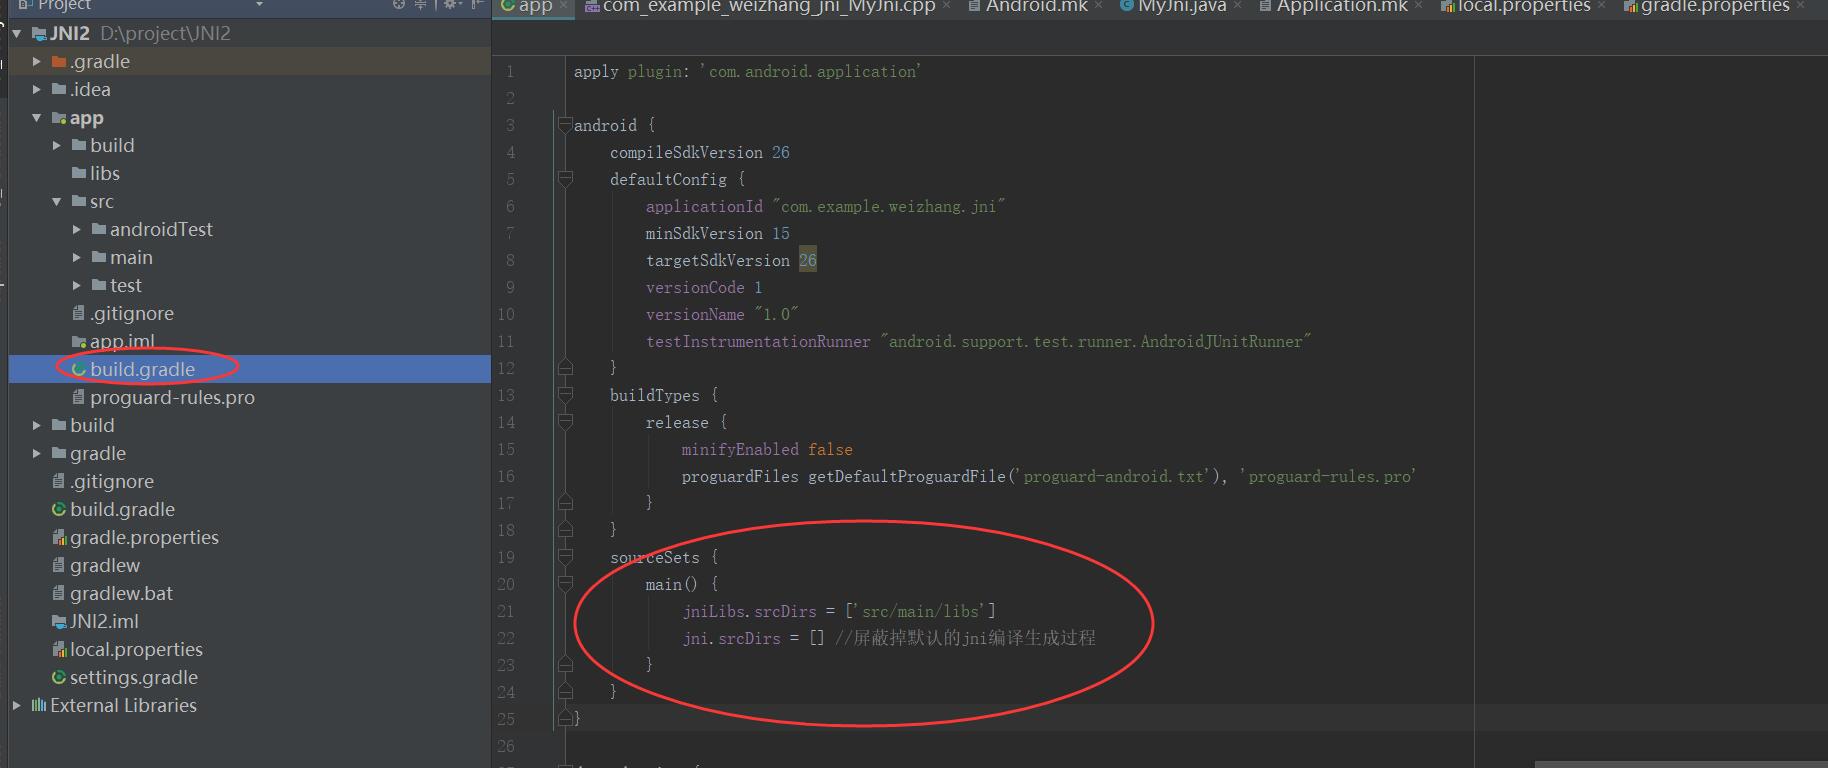 Project
JNI2 D:\project\JNI2
.gradle
.idea
app
build
libs
src
androidTest
main
test
.gitignore
app.iml
build.gradle
proguard-rules.pro
build
gradle
.gitignore
build.gradle
gradle.properties
gradlew
gradlew.bat
JNI2.iml
local.properties
settings.gradle
External Libraries
app com_example_weizhang_jni_MyJni.cpp Android.mk MyJni.java Application.mk local.properties gradle.properties
1 apply plugin: 'com.android.application'
2
3 android {
4 compileSdkVersion 26
5 defaultConfig {
6 applicationId "com.example.weizhang.jni"
7 minSdkVersion 15
8 targetSdkVersion 26
9 versionCode 1
10 versionName "1.0"
11 testInstrumentationRunner "android.support.test.runner.AndroidJUnitRunner"
12 }
13 buildTypes {
14 release {
15 minifyEnabled false
16 proguardFiles getDefaultProguardFile('proguard-android.txt'), 'proguard-rules.pro'
17 }
18 }
19 sourceSets {
20 main() {
21 jniLibs.srcDirs = ['src/main/libs']
22 jni.srcDirs = [] //屏蔽掉默认的jni编译生成过程
23 }
24 }
25 }
26